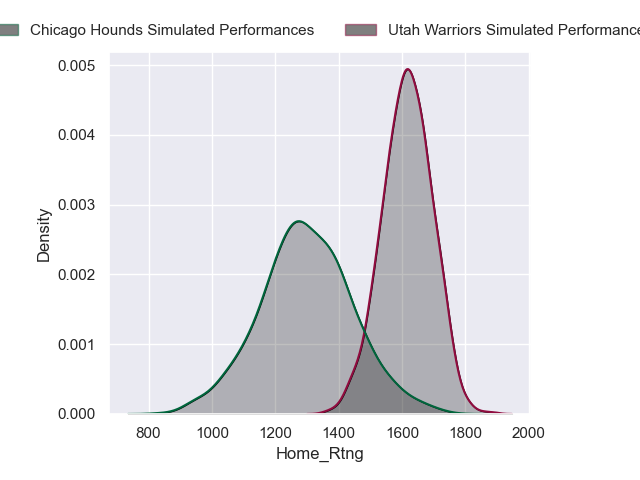 Chicago Hounds Simulated Performances
Utah Warriors Simulated Performance
0.005
0.004
0.003
0.002
0.001
0.000
Density
800 1000 1200 1400 1600 1800 2000
Home_Rtng